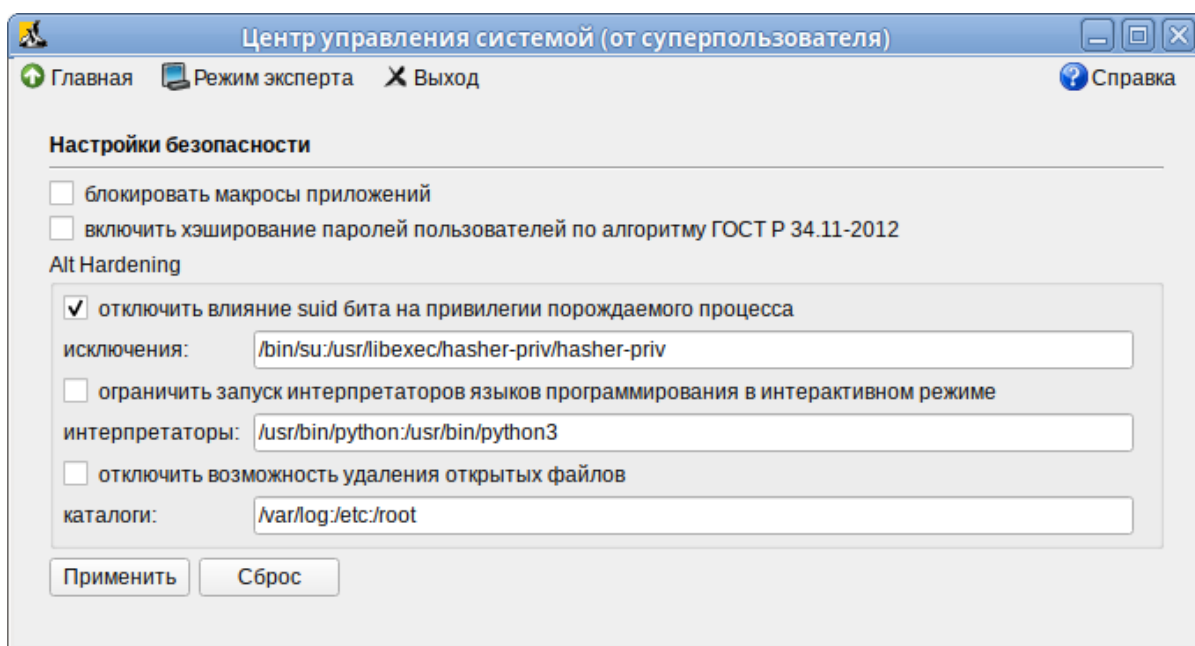 Центр управления системой (от суперпользователя)
Главная Режим эксперта Выход Справка
Настройки безопасности
блокировать макросы приложений
включить хэширование паролей пользователей по алгоритму ГОСТ Р 34.11-2012
Alt Hardening
отключить влияние suid бита на привилегии порождаемого процесса
исключения: /bin/su:/usr/libexec/hasher-priv/hasher-priv
ограничить запуск интерпретаторов языков программирования в интерактивном режиме
интерпретаторы: /usr/bin/python:/usr/bin/python3
отключить возможность удаления открытых файлов
каталоги: /var/log:/etc:/root
Применить Сброс